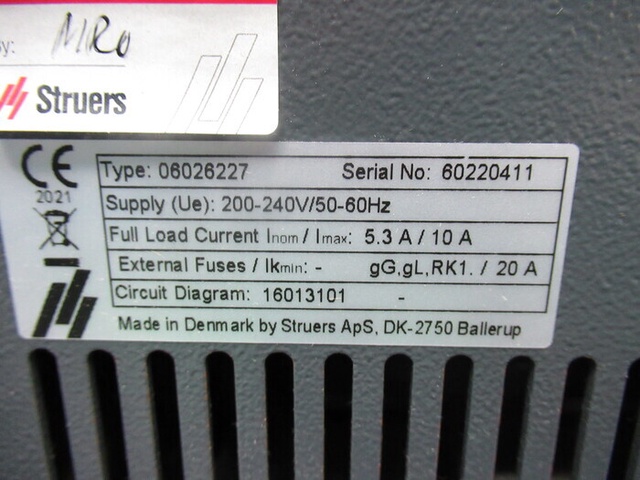 by: MRO
Struers
CE
2021
Type: 06026227 Serial No: 60220411
Supply (Ue): 200-240V/50-60Hz
Full Load Current Inom / Imax: 5.3 A / 10 A
External Fuses / Ikmin: - gG,gL,RK1. / 20 A
Circuit Diagram: 16013101 -
Made in Denmark by Struers ApS, DK-2750 Ballerup